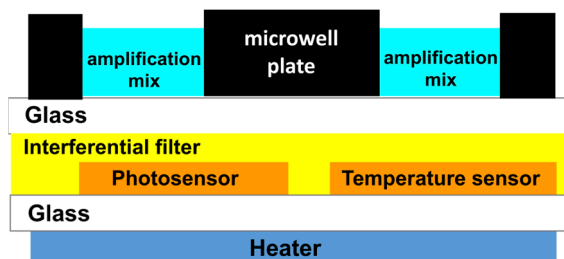 amplification
mix
microwell
plate
amplification
mix
Glass
Interferential filter
Photosensor
Temperature sensor
Glass
Heater